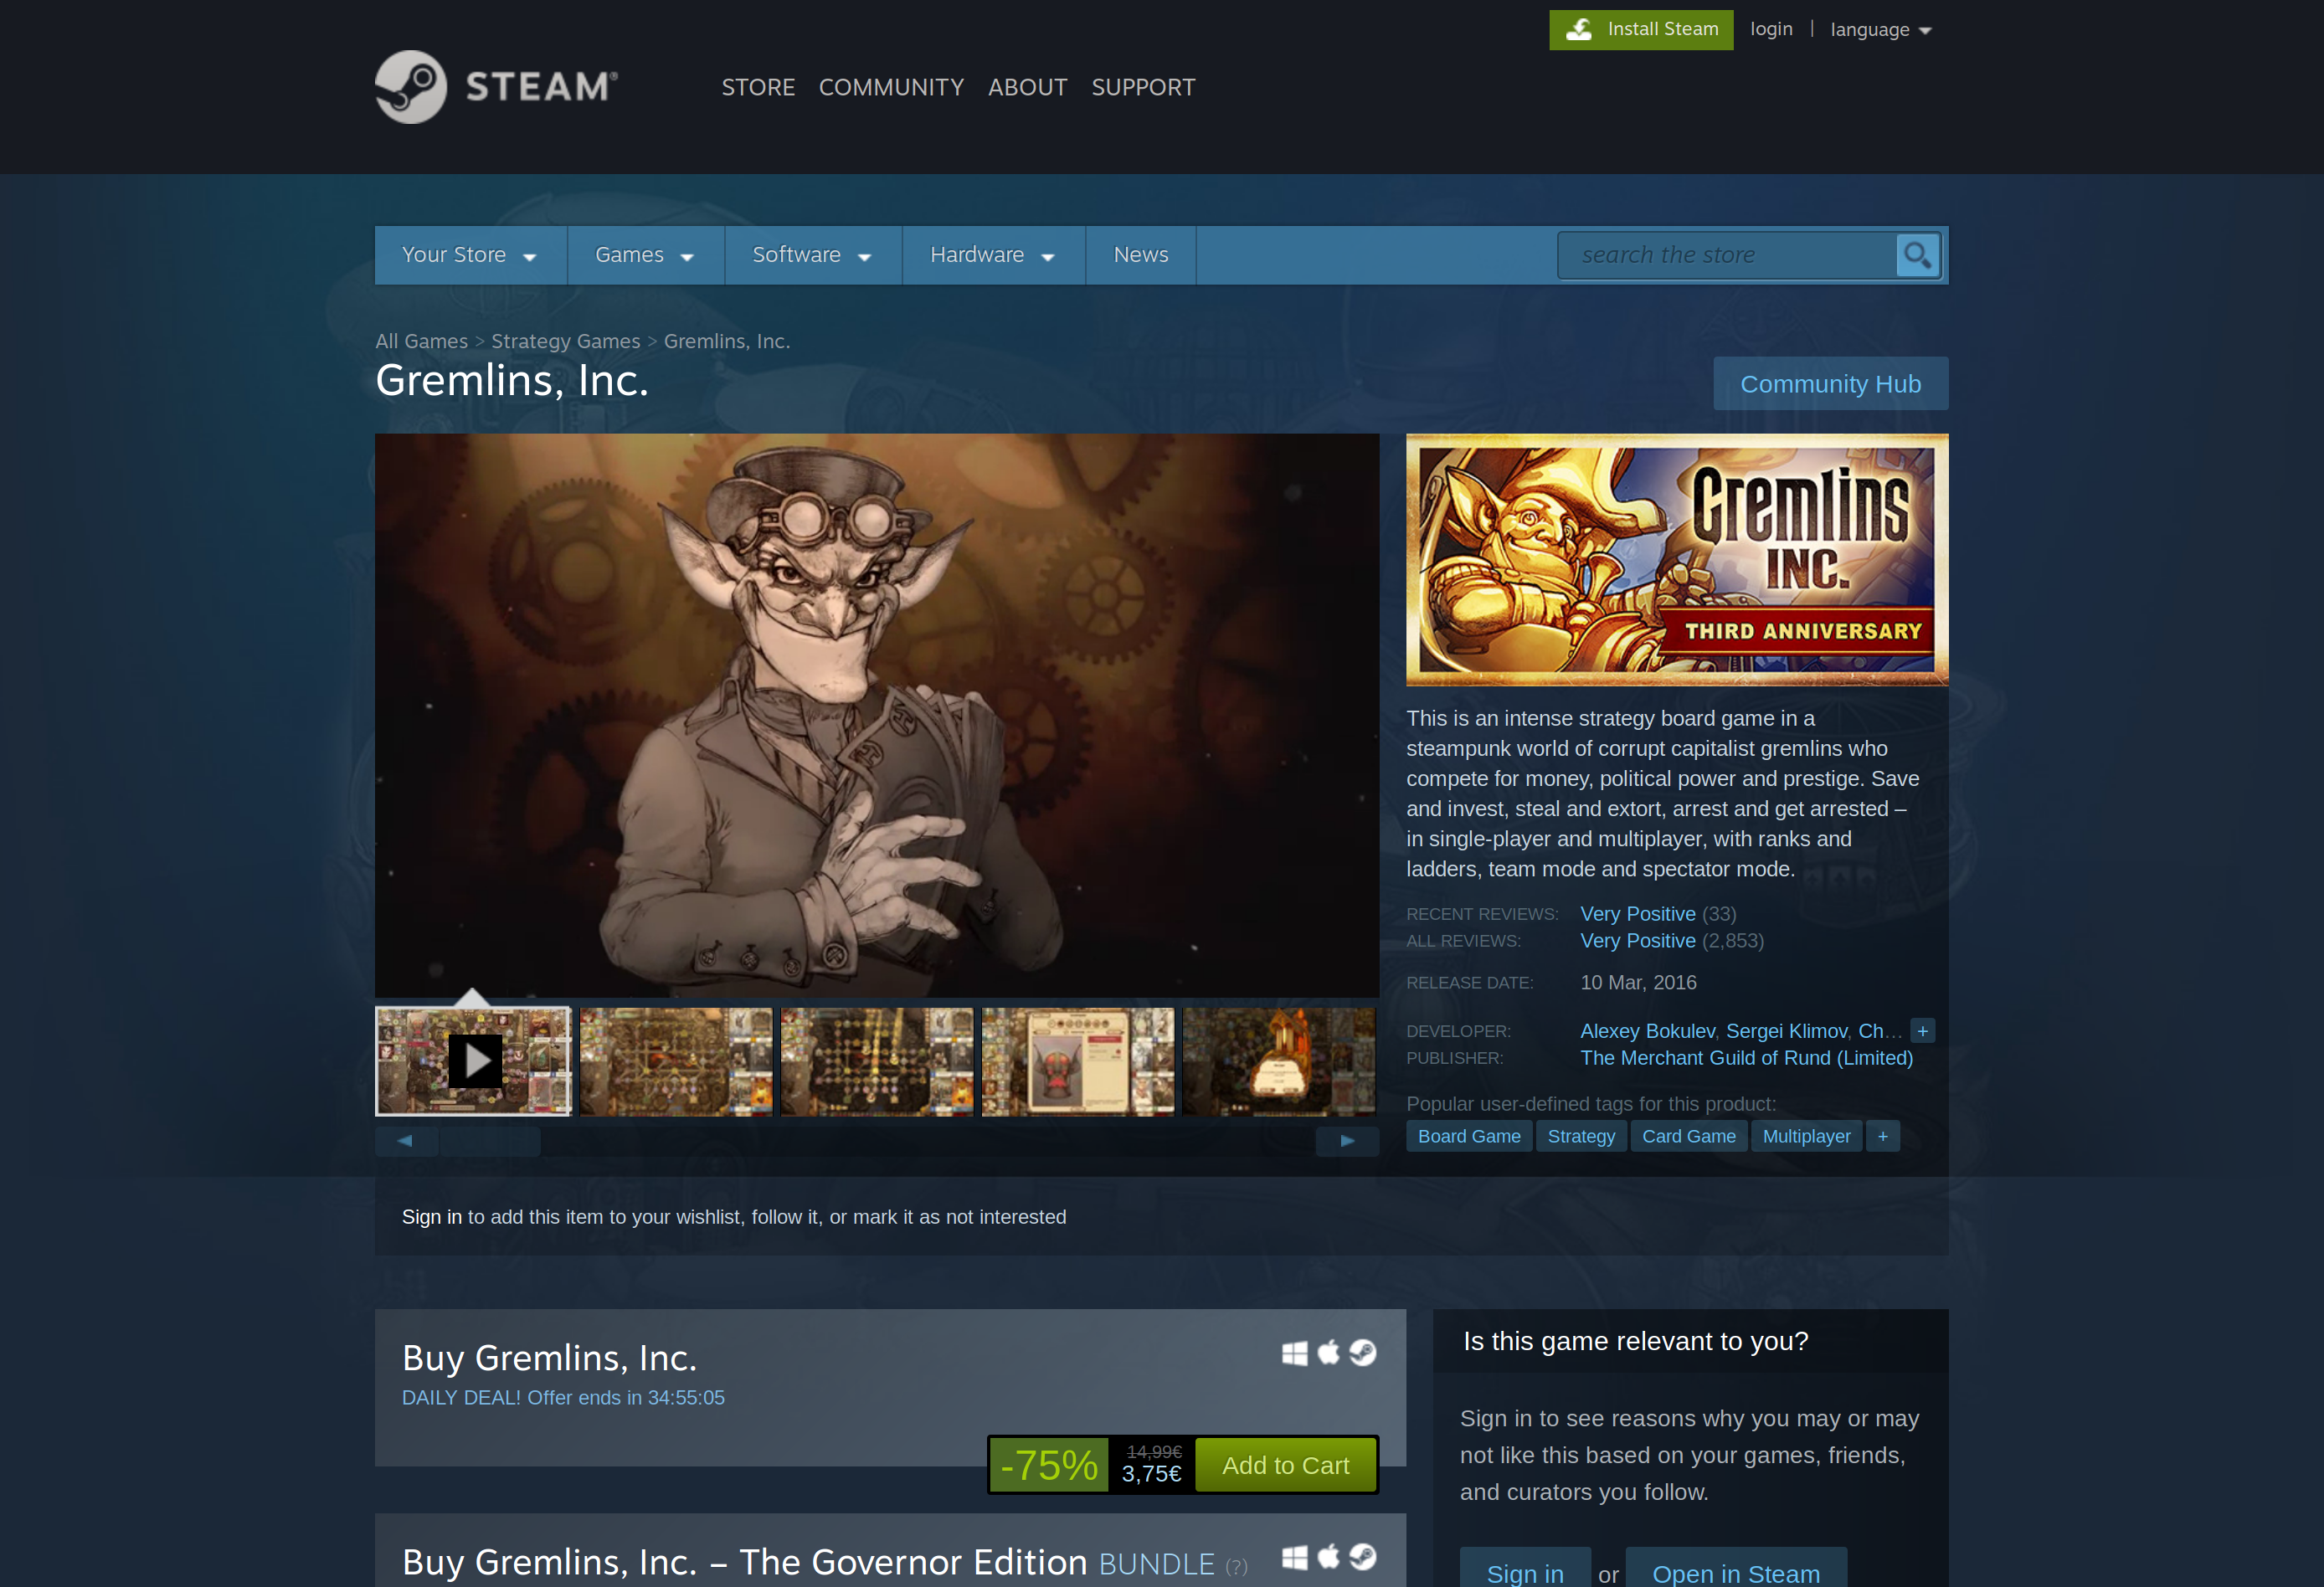 Install Steam login | language
STEAM®
STORE COMMUNITY ABOUT SUPPORT
Your Store Games Software Hardware News search the store
All Games > Strategy Games > Gremlins, Inc.
Gremlins, Inc.
Community Hub
Gremlins
INC.
THIRD ANNIVERSARY
This is an intense strategy board game in a
steampunk world of corrupt capitalist gremlins who
compete for money, political power and prestige. Save
and invest, steal and extort, arrest and get arrested –
in single-player and multiplayer, with ranks and
ladders, team mode and spectator mode.
RECENT REVIEWS: Very Positive (33)
ALL REVIEWS: Very Positive (2,853)
RELEASE DATE: 10 Mar, 2016
DEVELOPER: Alexey Bokulev, Sergei Klimov, Ch... +
PUBLISHER: The Merchant Guild of Rund (Limited)
Popular user-defined tags for this product:
Board Game Strategy Card Game Multiplayer +
Sign in to add this item to your wishlist, follow it, or mark it as not interested
Buy Gremlins, Inc.
DAILY DEAL! Offer ends in 34:55:05
-75% 14,99€ 3,75€ Add to Cart
Buy Gremlins, Inc. – The Governor Edition BUNDLE (?)
Is this game relevant to you?
Sign in to see reasons why you may or may
not like this based on your games, friends,
and curators you follow.
Sign in or Open in Steam